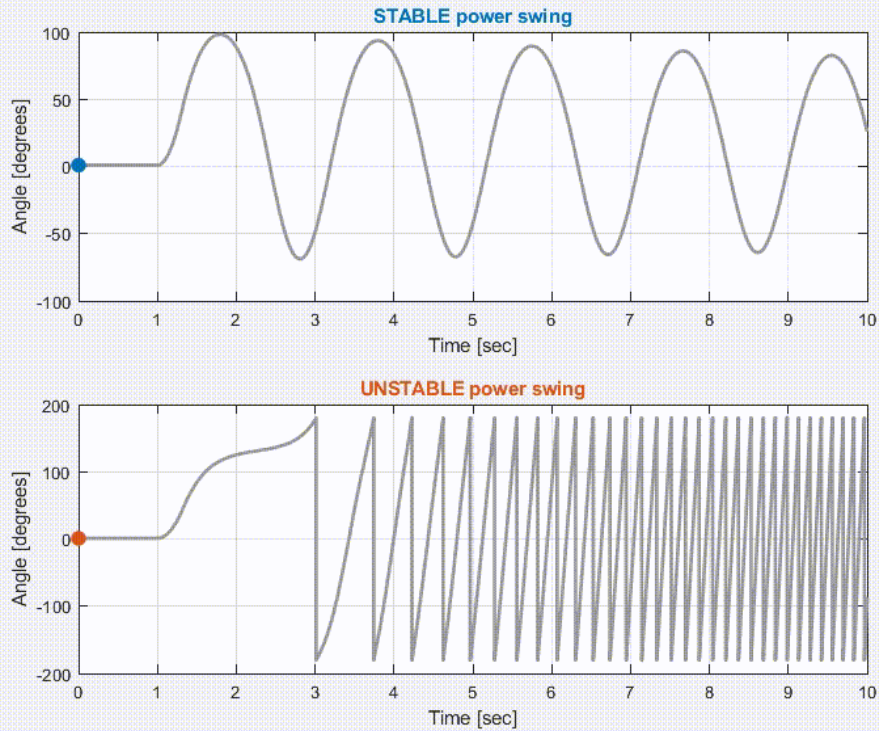 STABLE power swing
Angle [degrees]
100
50
0
-50
-100
0 1 2 3 4 5 6 7 8 9 10
Time [sec]
UNSTABLE power swing
Angle [degrees]
200
100
0
-100
-200
0 1 2 3 4 5 6 7 8 9 10
Time [sec]